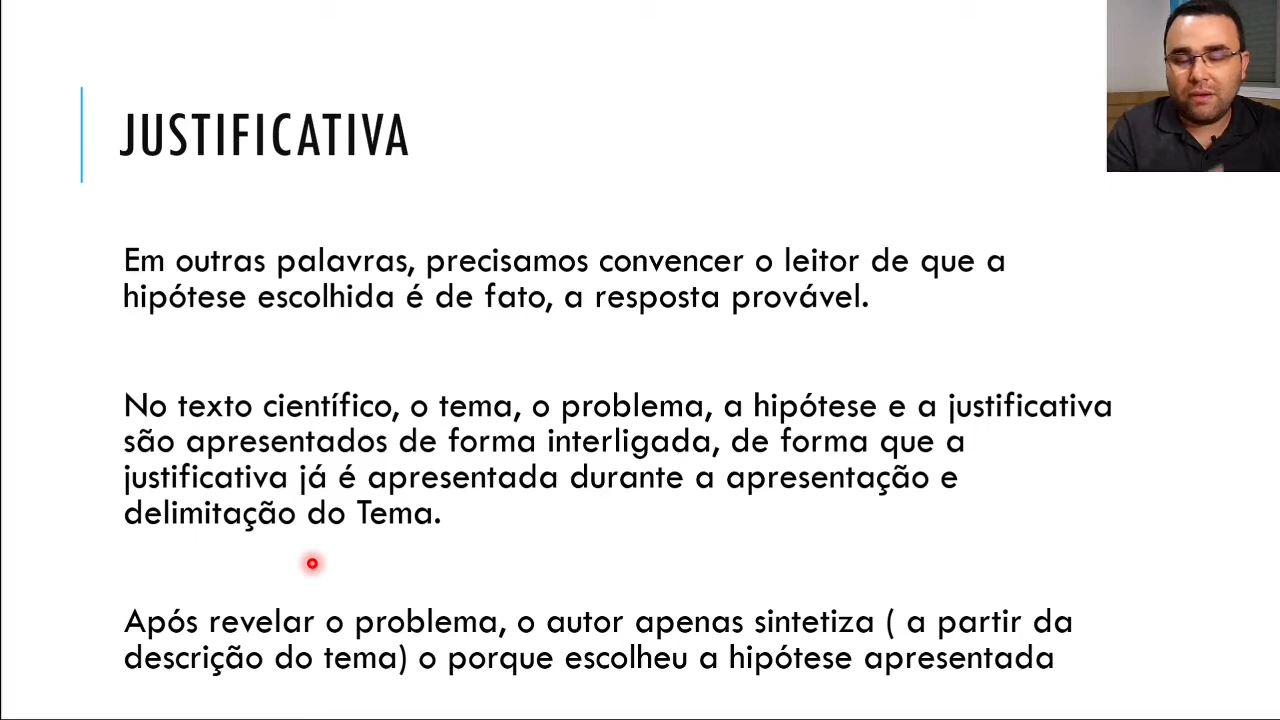 JUSTIFICATIVA
Em outras palavras, precisamos convencer o leitor de que a
hipótese escolhida é de fato, a resposta provável.
No texto científico, o tema, o problema, a hipótese e a justificativa
são apresentados de forma interligada, de forma que a
justificativa já é apresentada durante a apresentação e
delimitação do Tema.
Após revelar o problema, o autor apenas sintetiza ( a partir da
descrição do tema) o porque escolheu a hipótese apresentada